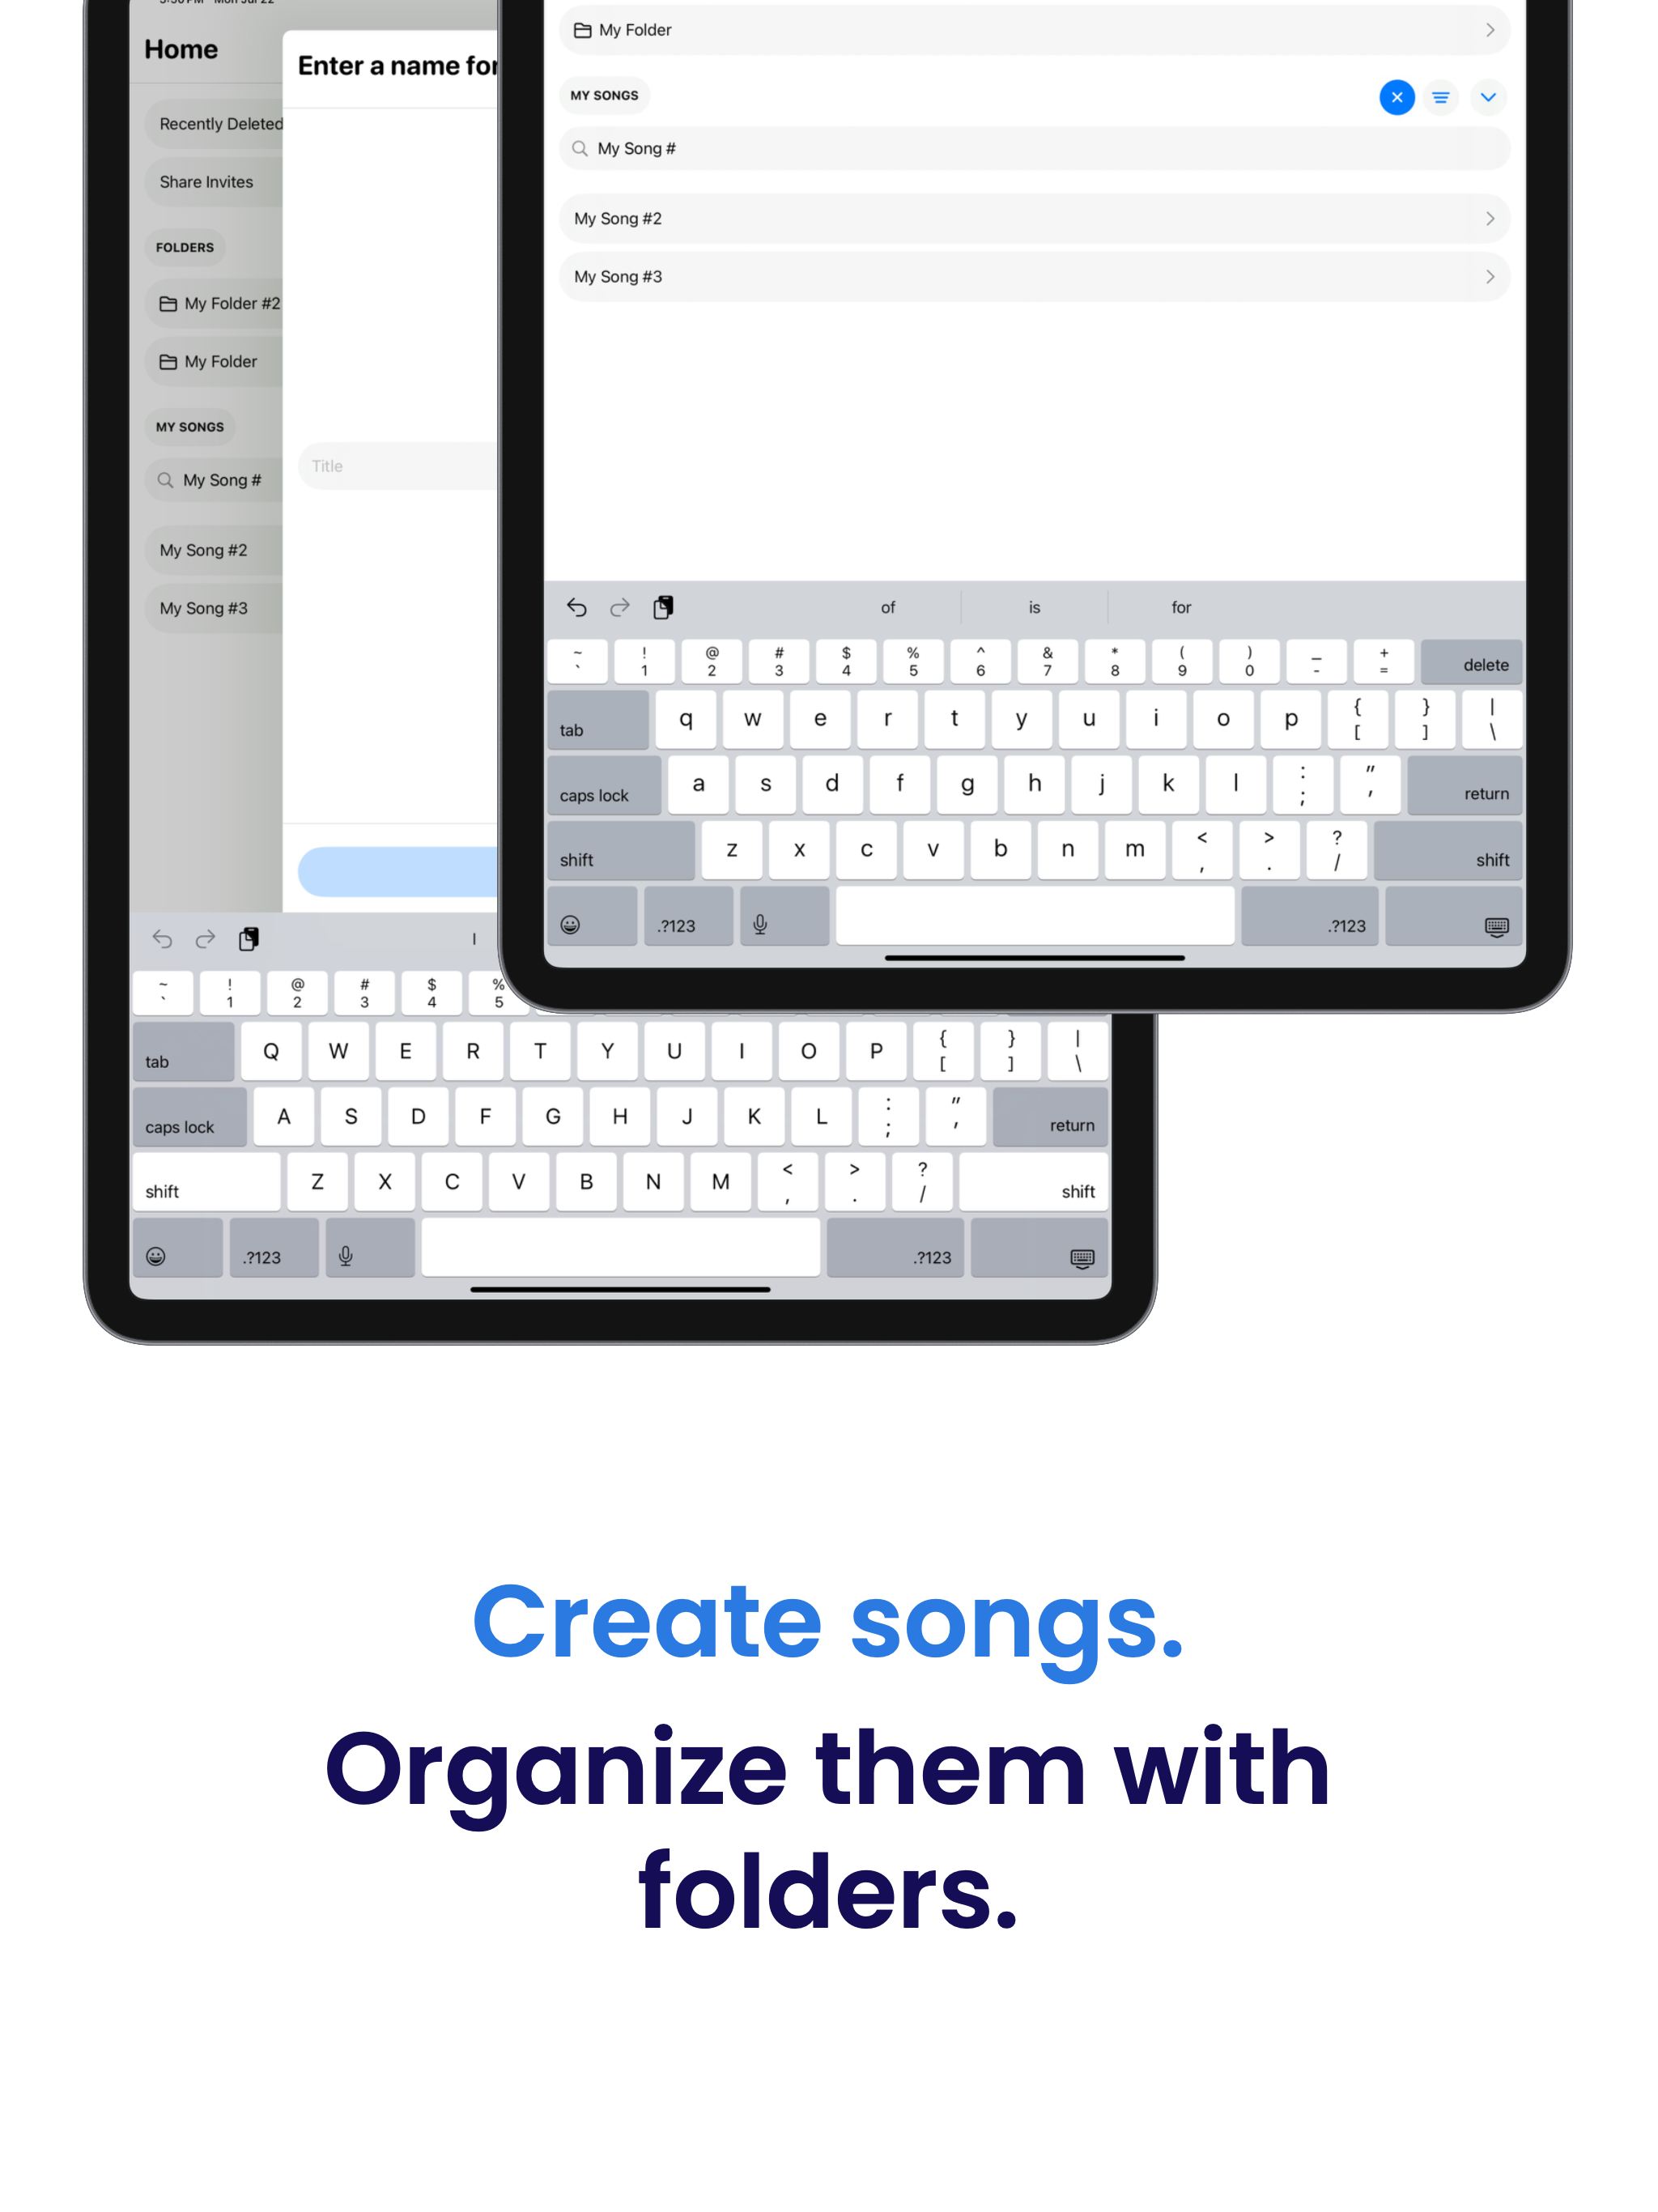 Home
Enter a name for
Recently Deleted
Share Invites
FOLDERS
My Folder #2
My Folder
MY SONGS
My Song #
My Song #2
My Song #3
Title
I
~ ! @ # $ %
` 1 2 3 4 5
tab Q W E R T Y U I O P { [ } ] | \
caps lock A S D F G H J K L : ; " ' return
shift Z X C V B N M < , > . ? / shift
.?123 .?123
My Folder
MY SONGS
My Song #
My Song #2
My Song #3
of is for
~ ! @ # $ % ^ & * ( ) _ + delete
` 1 2 3 4 5 6 7 8 9 0 - =
tab q w e r t y u i o p { [ } ] | \
caps lock a s d f g h j k l : ; " ' return
shift z x c v b n m < , > . ? / shift
.?123 .?123
Create songs.
Organize them with
folders.